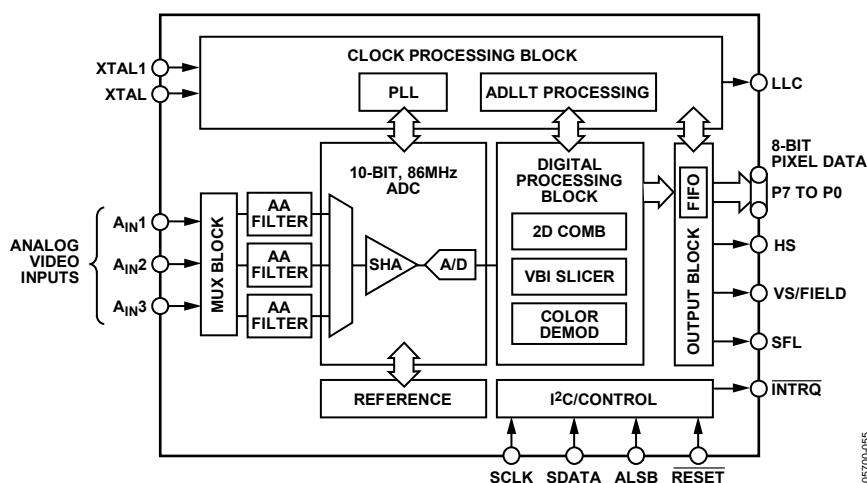 CLOCK PROCESSING BLOCK
XTAL1
XTAL
PLL
ADLLT PROCESSING
LLC
10-BIT, 86MHz
ADC
DIGITAL
PROCESSING
BLOCK
2D COMB
VBI SLICER
COLOR
DEMOD
OUTPUT BLOCK
FIFO
8-BIT
PIXEL DATA
P7 TO P0
HS
VS/FIELD
SFL
INTRQ
ANALOG
VIDEO
INPUTS
AIN1
AIN2
AIN3
MUX BLOCK
AA
FILTER
AA
FILTER
AA
FILTER
SHA
A/D
REFERENCE
I2C/CONTROL
SCLK
SDATA
ALSB
RESET
05700-055